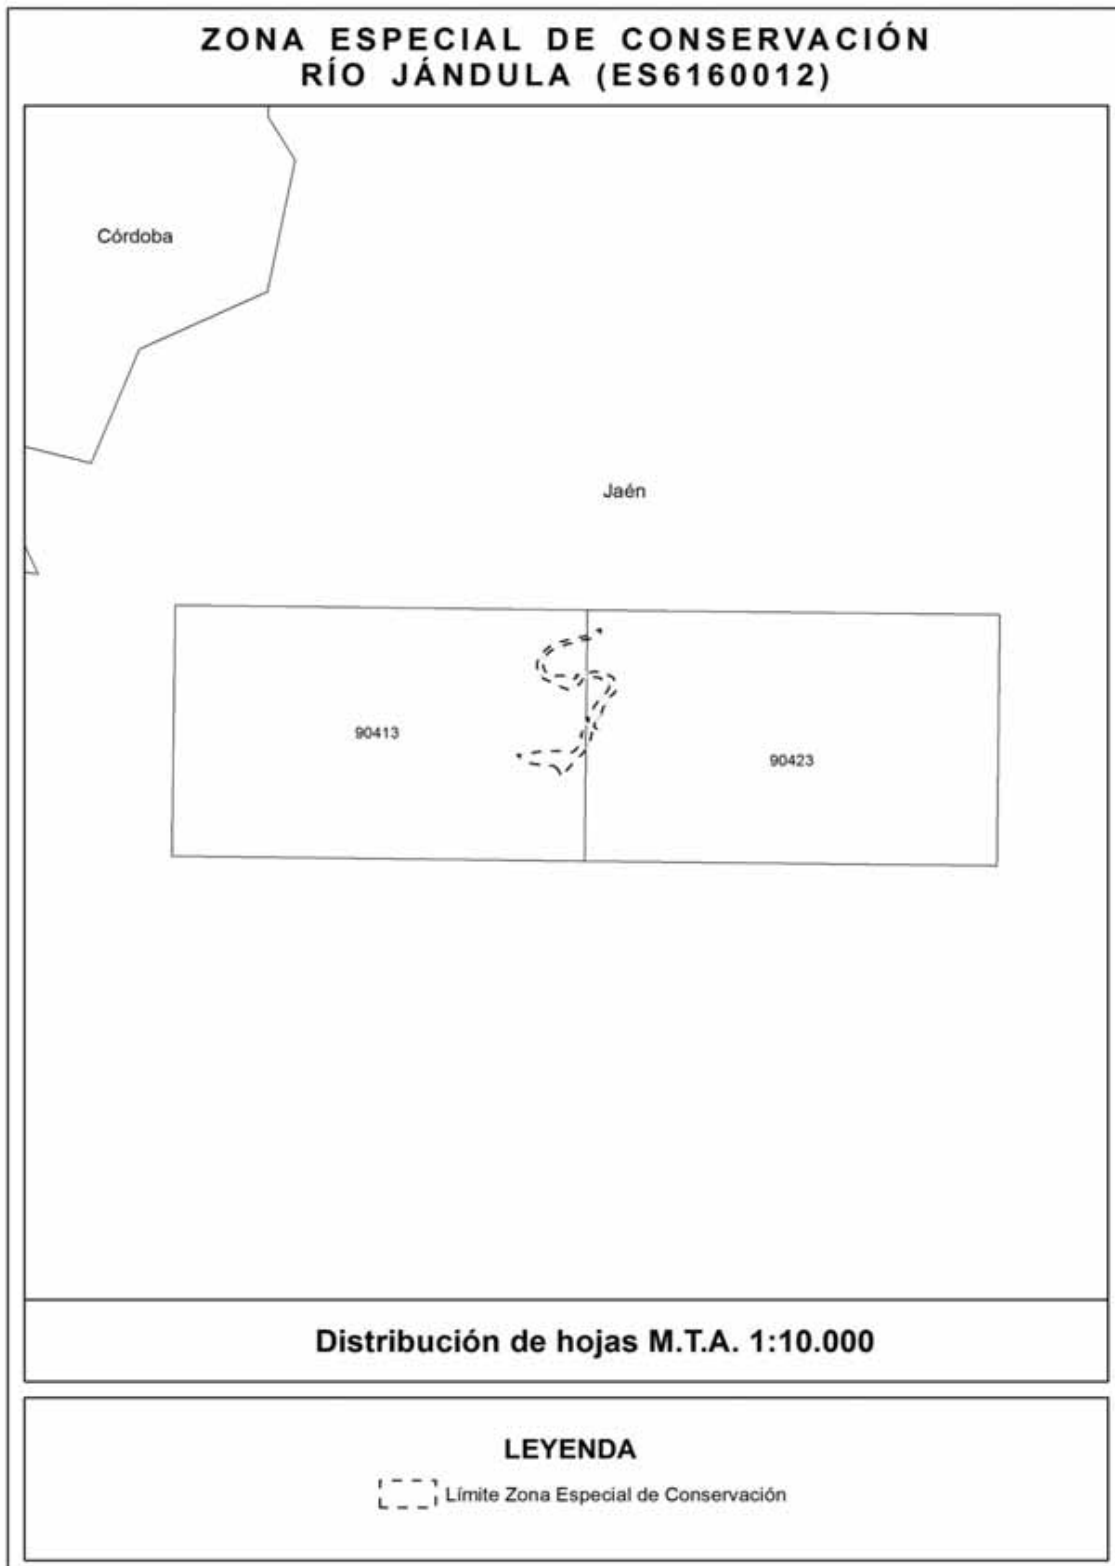 ZONA ESPECIAL DE CONSERVACIÓN
RÍO JÁNDULA (ES6160012)
Córdoba
Jaén
90413
90423
Distribución de hojas M.T.A. 1:10.000
LEYENDA
Límite Zona Especial de Conservación